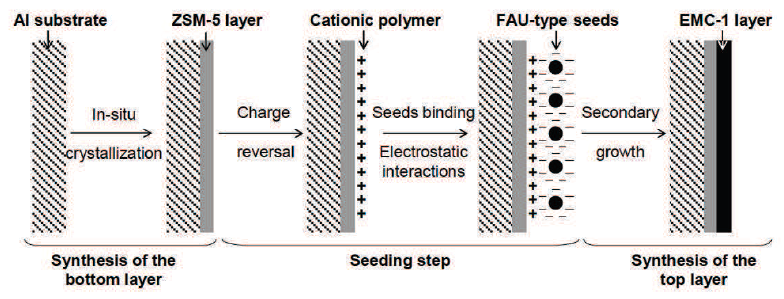 Al substrate
ZSM-5 layer
Cationic polymer
FAU-type seeds
EMC-1 layer
In-situ
crystallization
Charge
reversal
Seeds binding
Electrostatic
interactions
Secondary
growth
Synthesis of the
bottom layer
Seeding step
Synthesis of the
top layer